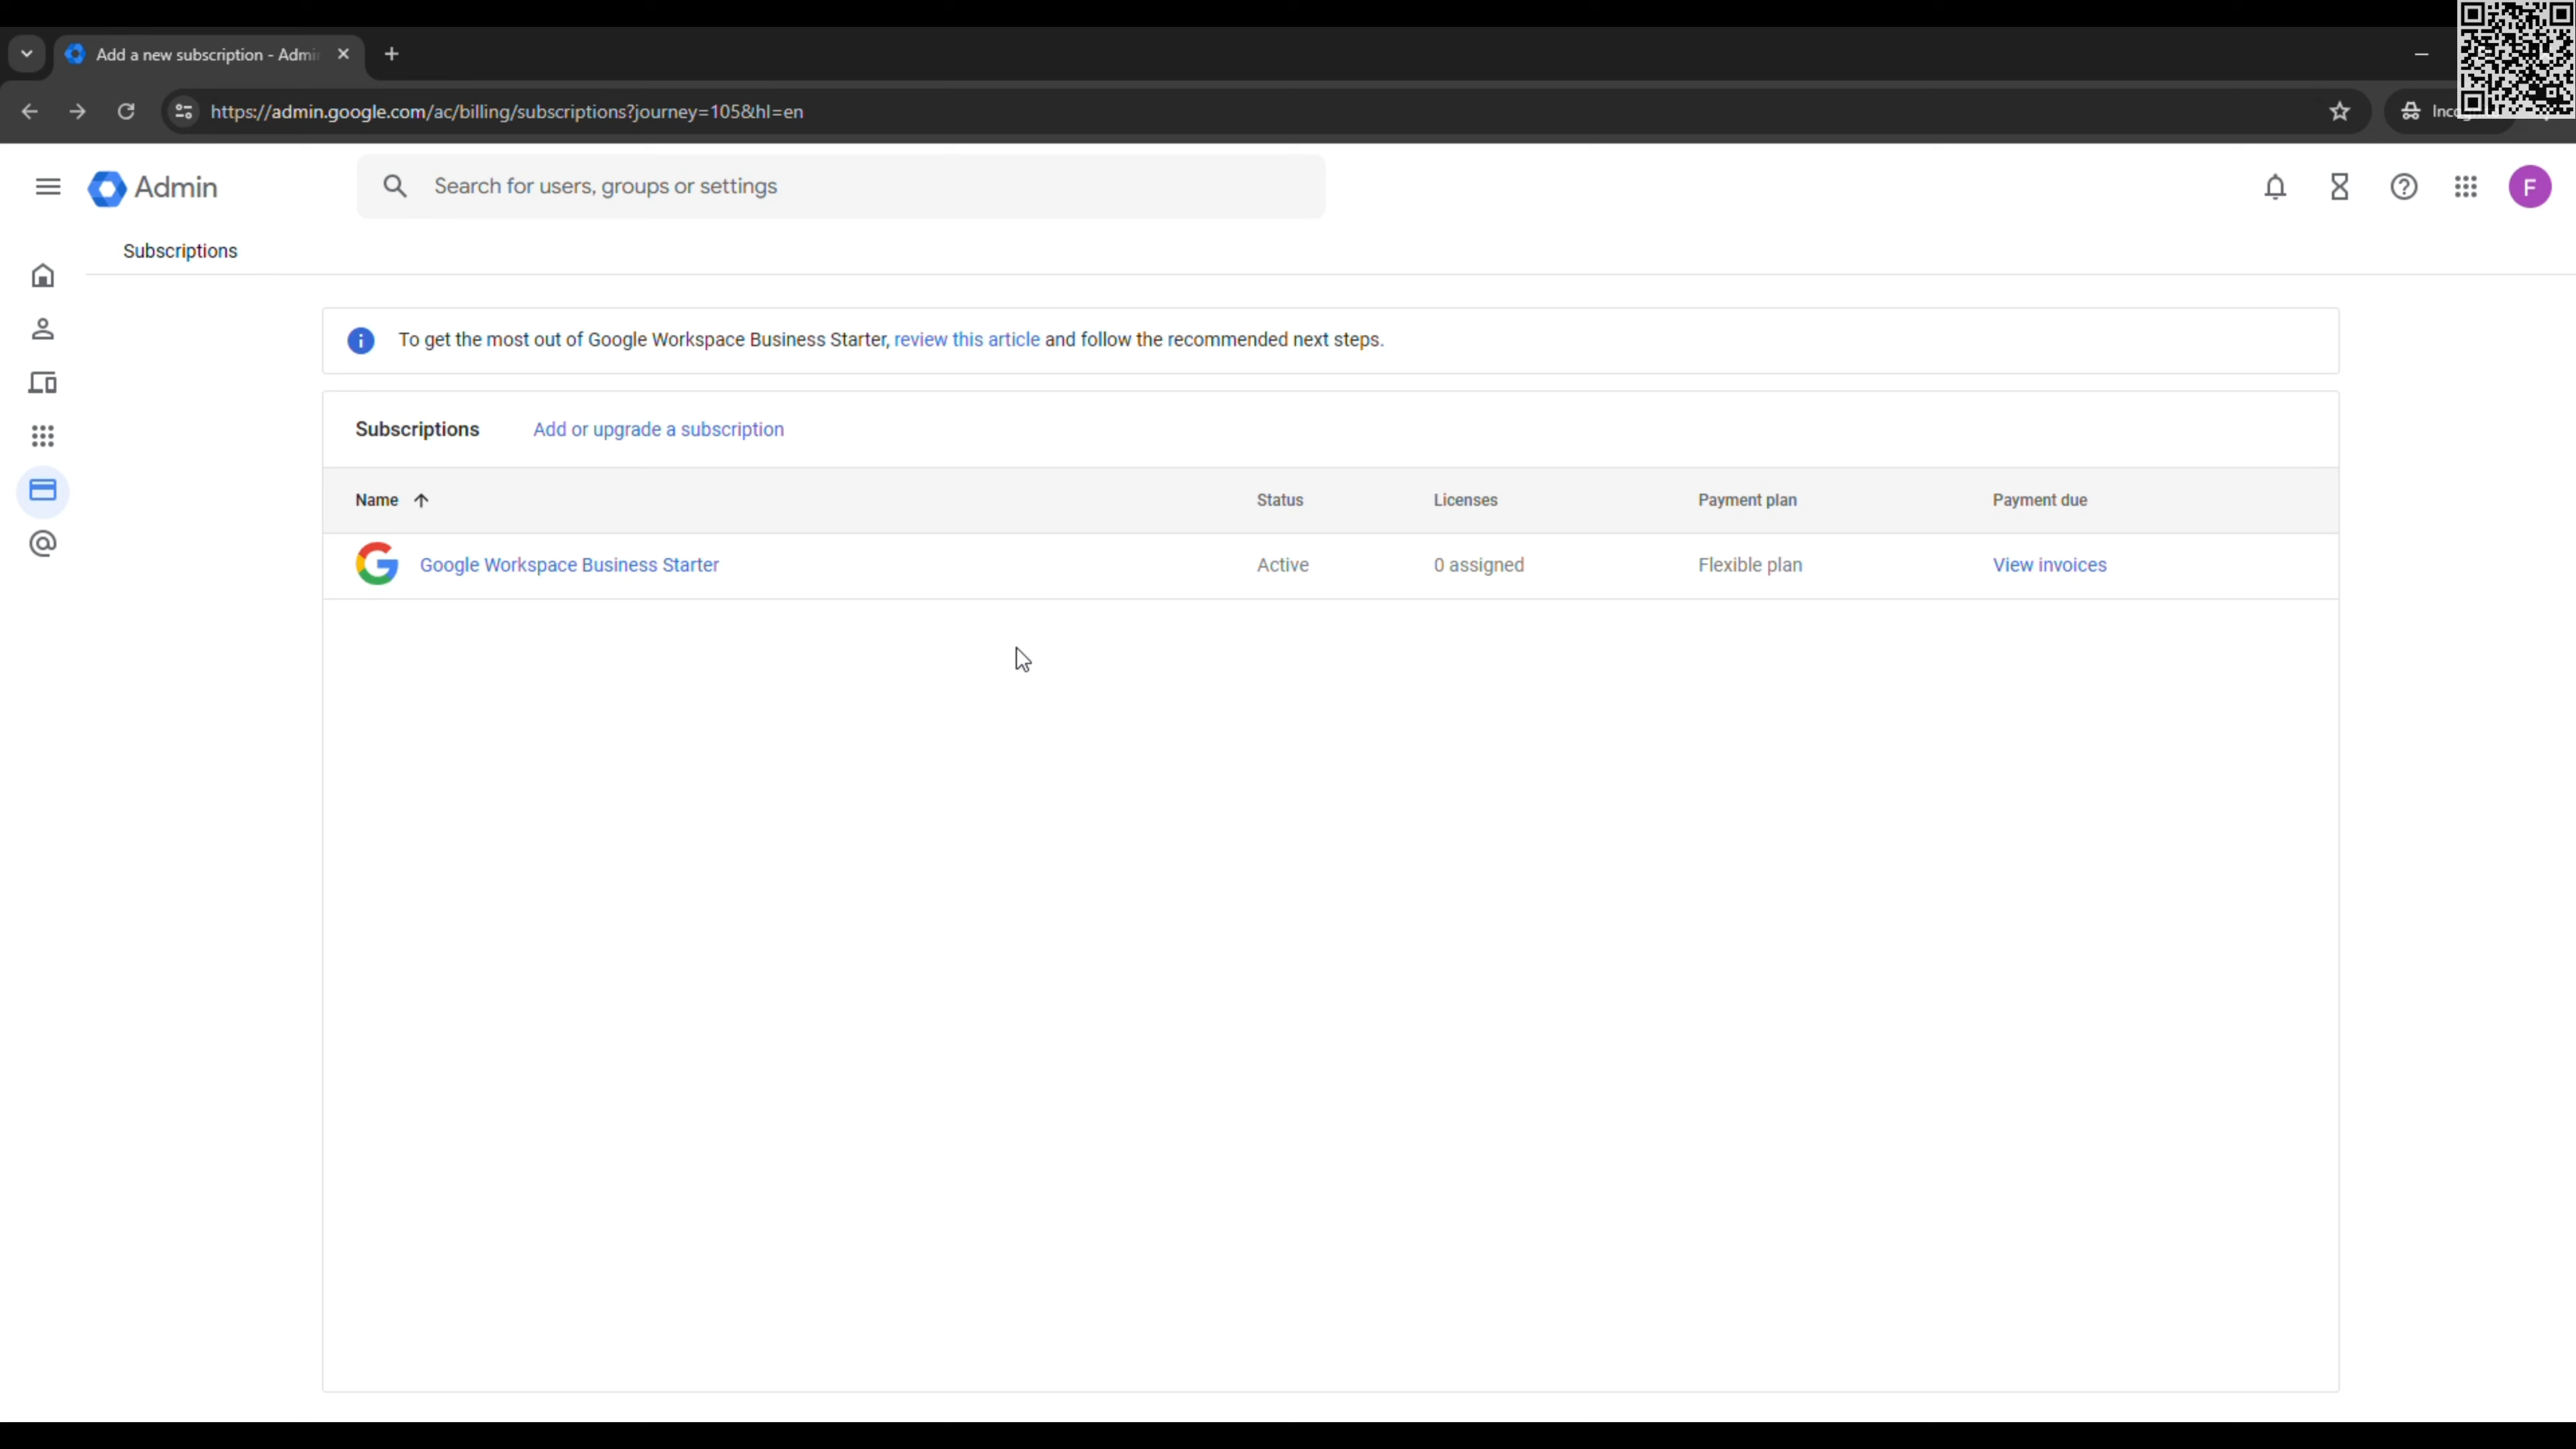 Add a new subscription - Admi
https://admin.google.com/ac/billing/subscriptions?journey=105&hl=en
Admin
Search for users, groups or settings
F
Subscriptions
To get the most out of Google Workspace Business Starter, review this article and follow the recommended next steps.
Subscriptions Add or upgrade a subscription
Name Status Licenses Payment plan Payment due
Google Workspace Business Starter Active 0 assigned Flexible plan View invoices